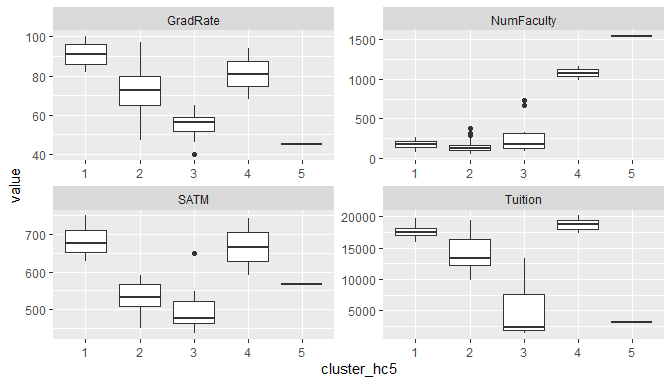 GradRate
NumFaculty
100
80
60
40
1500
1000
500
0
1 2 3 4 5
1 2 3 4 5
value
SATM
Tuition
700
600
500
20000
15000
10000
5000
1 2 3 4 5
1 2 3 4 5
cluster_hc5